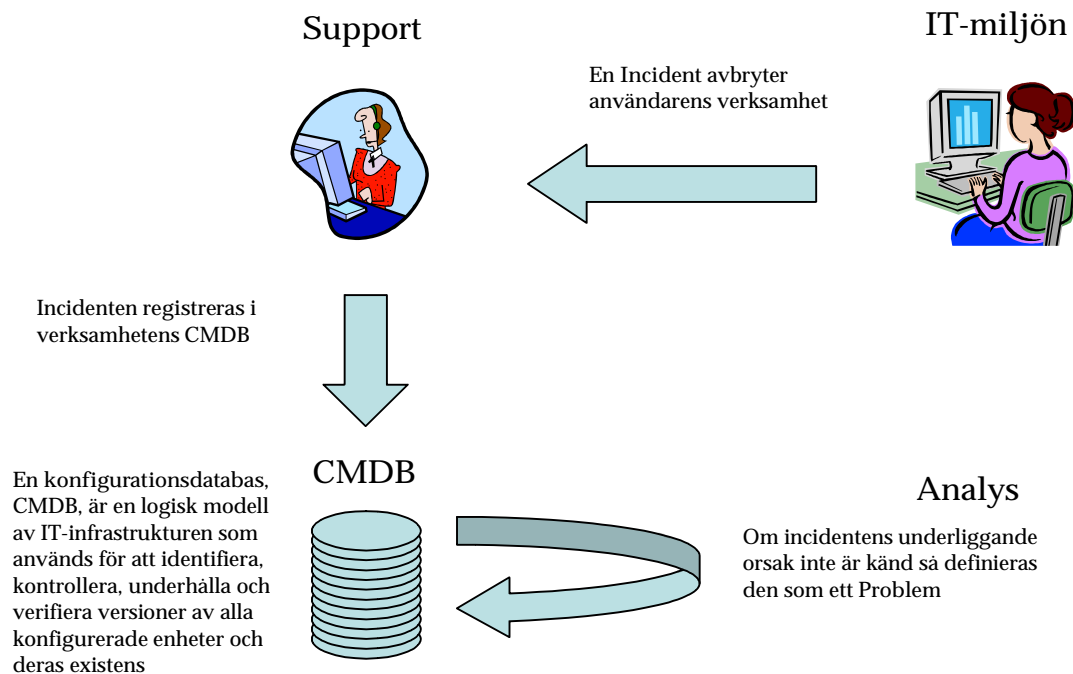 Support
IT-miljön
En Incident avbryter
användarens verksamhet
Incidenten registreras i
verksamhetens CMDB
CMDB
En konfigurationsdatabas,
CMDB, är en logisk modell
av IT-infrastrukturen som
används för att identifiera,
kontrollera, underhålla och
verifiera versioner av alla
konfigurerade enheter och
deras existens
Analys
Om incidentens underliggande
orsak inte är känd så definieras
den som ett Problem